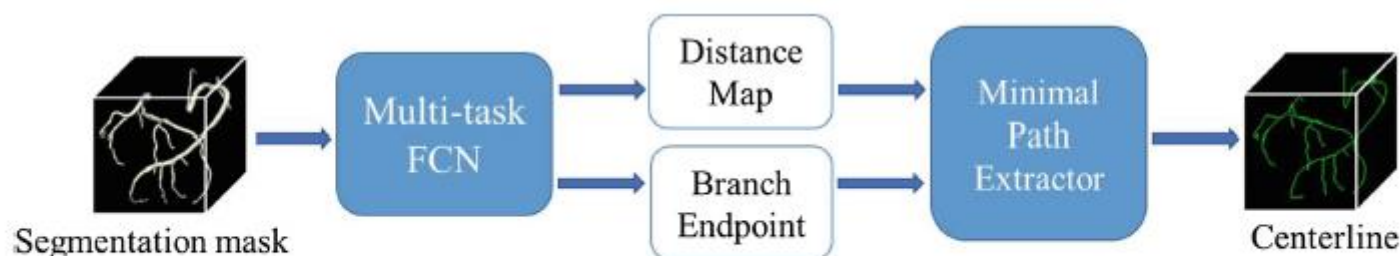 Segmentation mask
Multi-task
FCN
Distance
Map
Branch
Endpoint
Minimal
Path
Extractor
Centerline